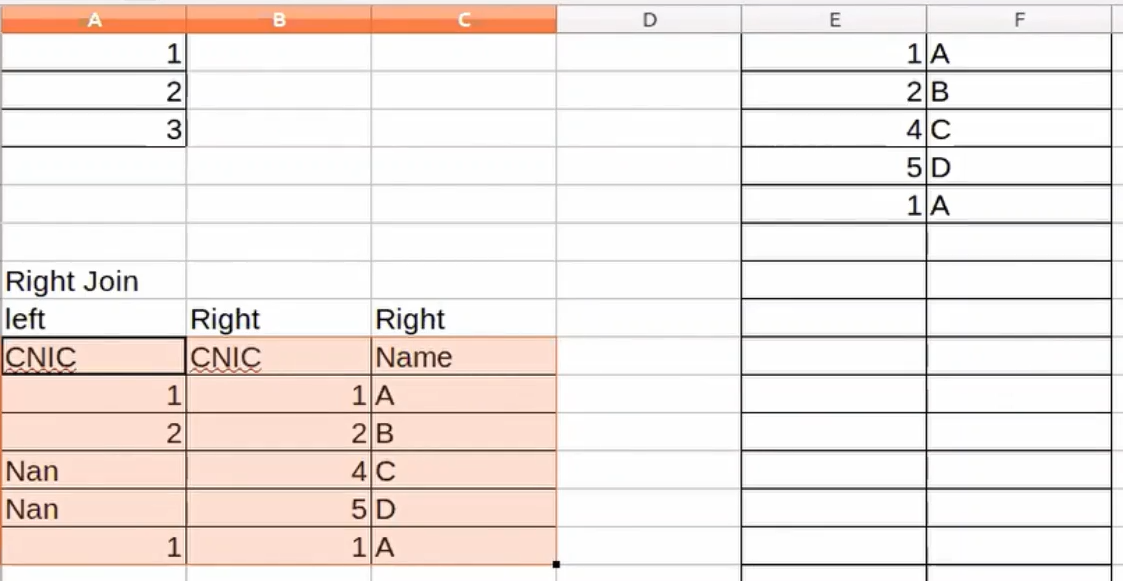 A B C D E F
1 1 A
2 2 B
3 4 C
5 D
1 A
Right Join
left Right Right
CNIC CNIC Name
1 1 A
2 2 B
Nan 4 C
Nan 5 D
1 1 A